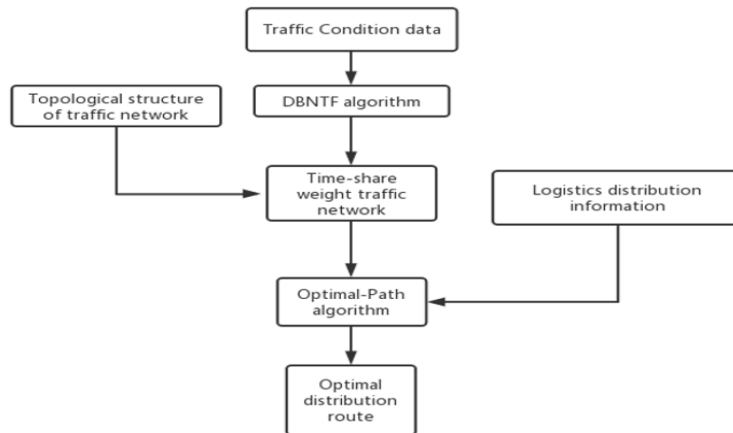 Traffic Condition data
Topological structure
of traffic network
DBNTF algorithm
Time-share
weight traffic
network
Logistics distribution
information
Optimal-Path
algorithm
Optimal
distribution
route